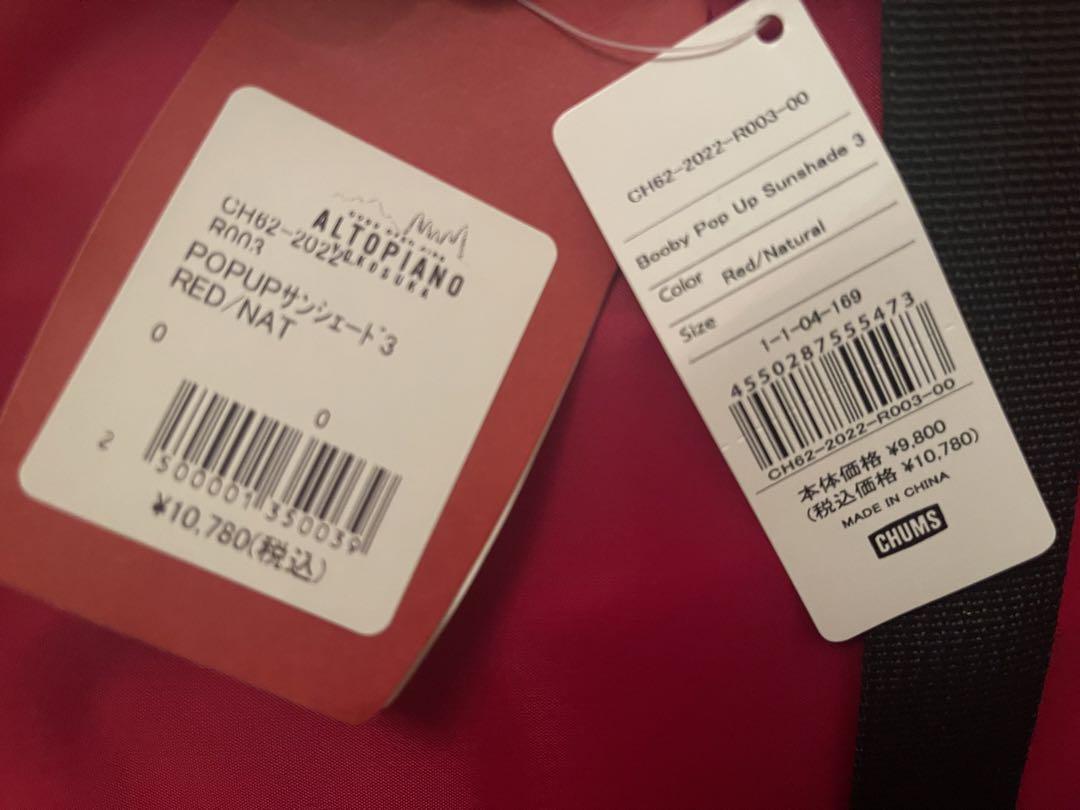 ALTOPIANO
YOKOSUKA
CH62-2022
R003
POPUPサンシェード3
RED/NAT
0
0
2
500001350039
¥10,780(税込)
CH62-2022-R003-00
Booby Pop Up Sunshade 3
Color Red/Natural
Size
1-1-04-169
4550287555473
CH62-2022-R003-00
本体価格 ¥9,800
(税込価格 ¥10,780)
MADE IN CHINA
CHUMS